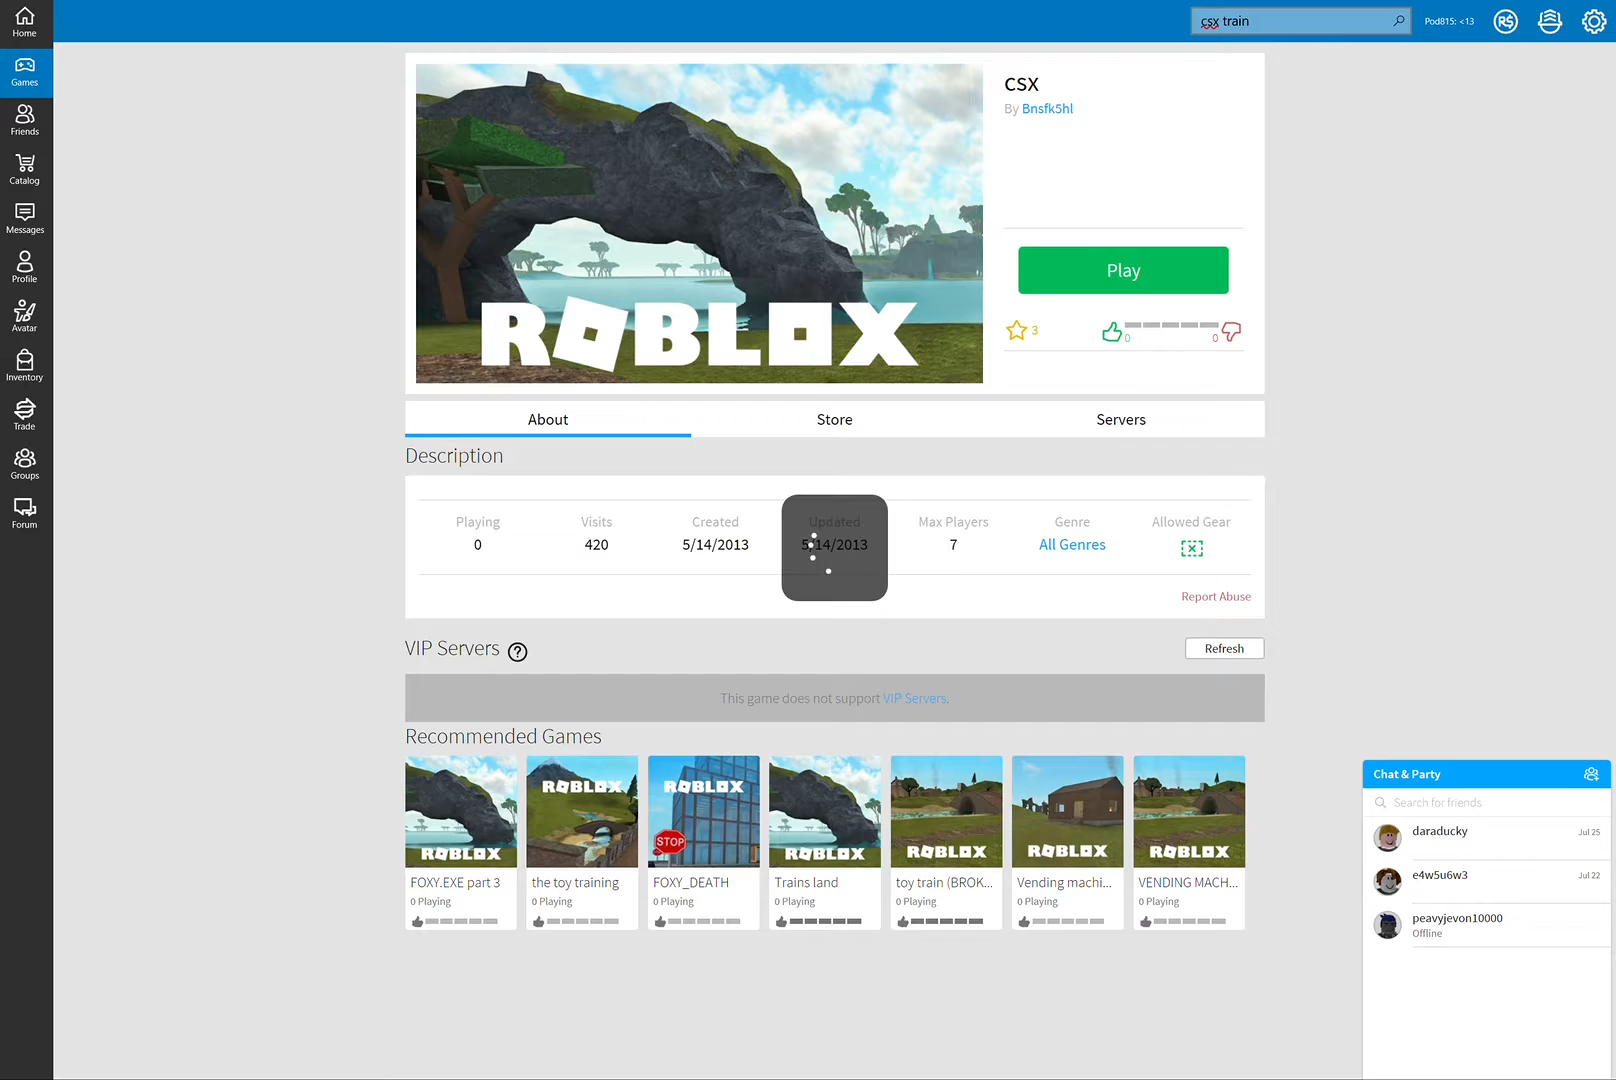 Home
Games
Friends
Catalog
Messages
Profile
Avatar
Inventory
Trade
Groups
Forum
csx train
Pod815: <13
R$
ROBLOX
CSX
By Bnsfk5hl
Play
3
0
0
About
Store
Servers
Description
Playing
Visits
Created
Updated
Max Players
Genre
Allowed Gear
0
420
5/14/2013
5/14/2013
7
All Genres
Report Abuse
VIP Servers ?
Refresh
This game does not support VIP Servers.
Recommended Games
ROBLOX
ROBLOX
ROBLOX
STOP
ROBLOX
ROBLOX
ROBLOX
ROBLOX
FOXY.EXE part 3
the toy training
FOXY_DEATH
Trains land
toy train (BROK...
Vending machi...
VENDING MACH...
0 Playing
0 Playing
0 Playing
0 Playing
0 Playing
0 Playing
0 Playing
Chat & Party
Search for friends
daraducky
Jul 25
e4w5u6w3
Jul 22
peavyjevon10000
Offline